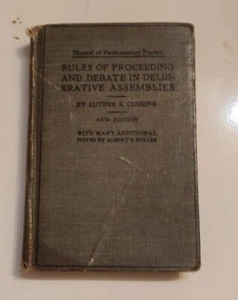 Manual of Parliamentary Practice
RULES OF PROCEEDING
AND DEBATE IN DELIB-
ERATIVE ASSEMBLIES
BY LUTHER S. CUSHING
NEW EDITION
WITH MANY ADDITIONAL
NOTES BY ALBERT S. BOLLES